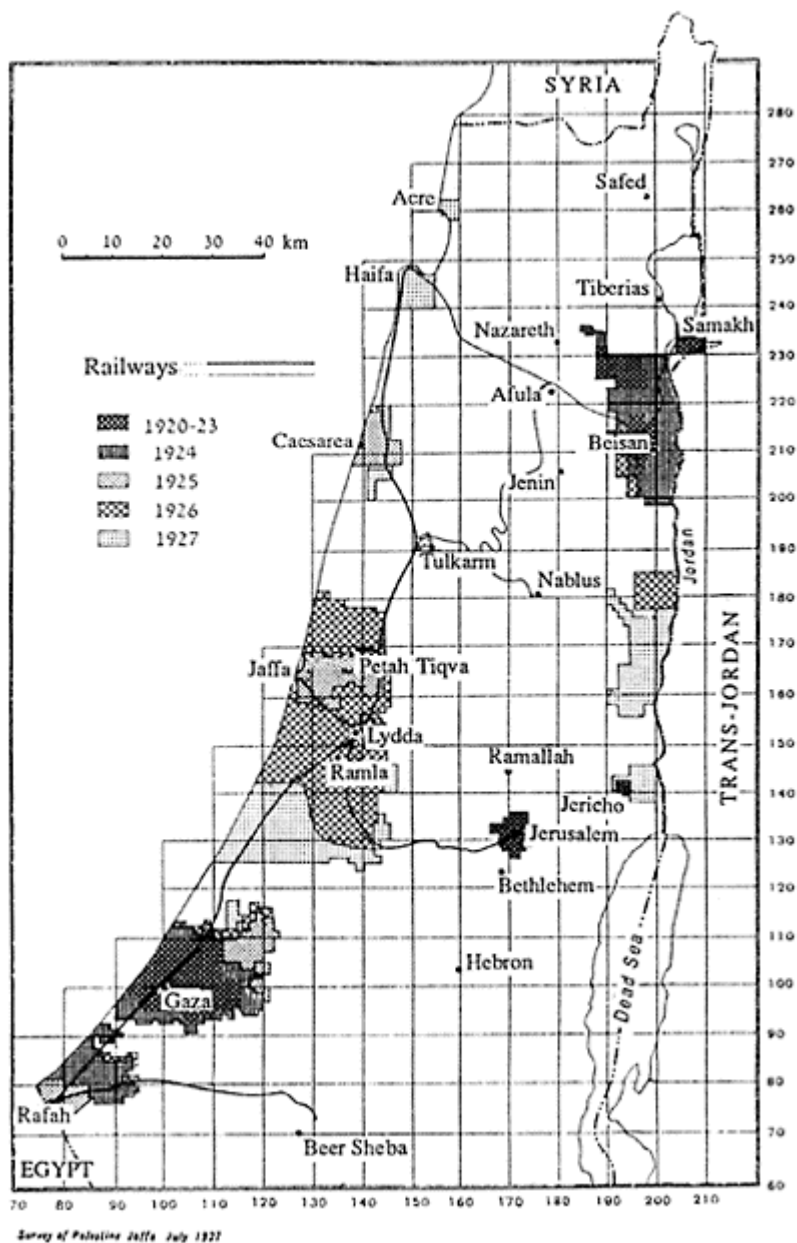 SYRIA
280
270
Safed
Acre
260
0 10 20 30 40 km
250
Haifa
Tiberias
240
Samakh
Nazareth
230
Railways
Afula
220
1920-23
Caesarea
Beisan
210
1924
1925
Jenin
200
1926
1927
190
Tulkarm
Jordan
Nablus
180
170
Jaffa
Petah Tiqva
160
TRANS-JORDAN
Lydda
150
Ramallah
Ramla
140
Jericho
Jerusalem
130
Bethlehem
120
110
Hebron
Dead Sea
100
Gaza
90
80
Rafah
Beer Sheba
70
EGYPT
60
70 80 90 100 110 120 130 140 150 160 170 180 190 200 210
Survey of Palestine Jaffa July 1927